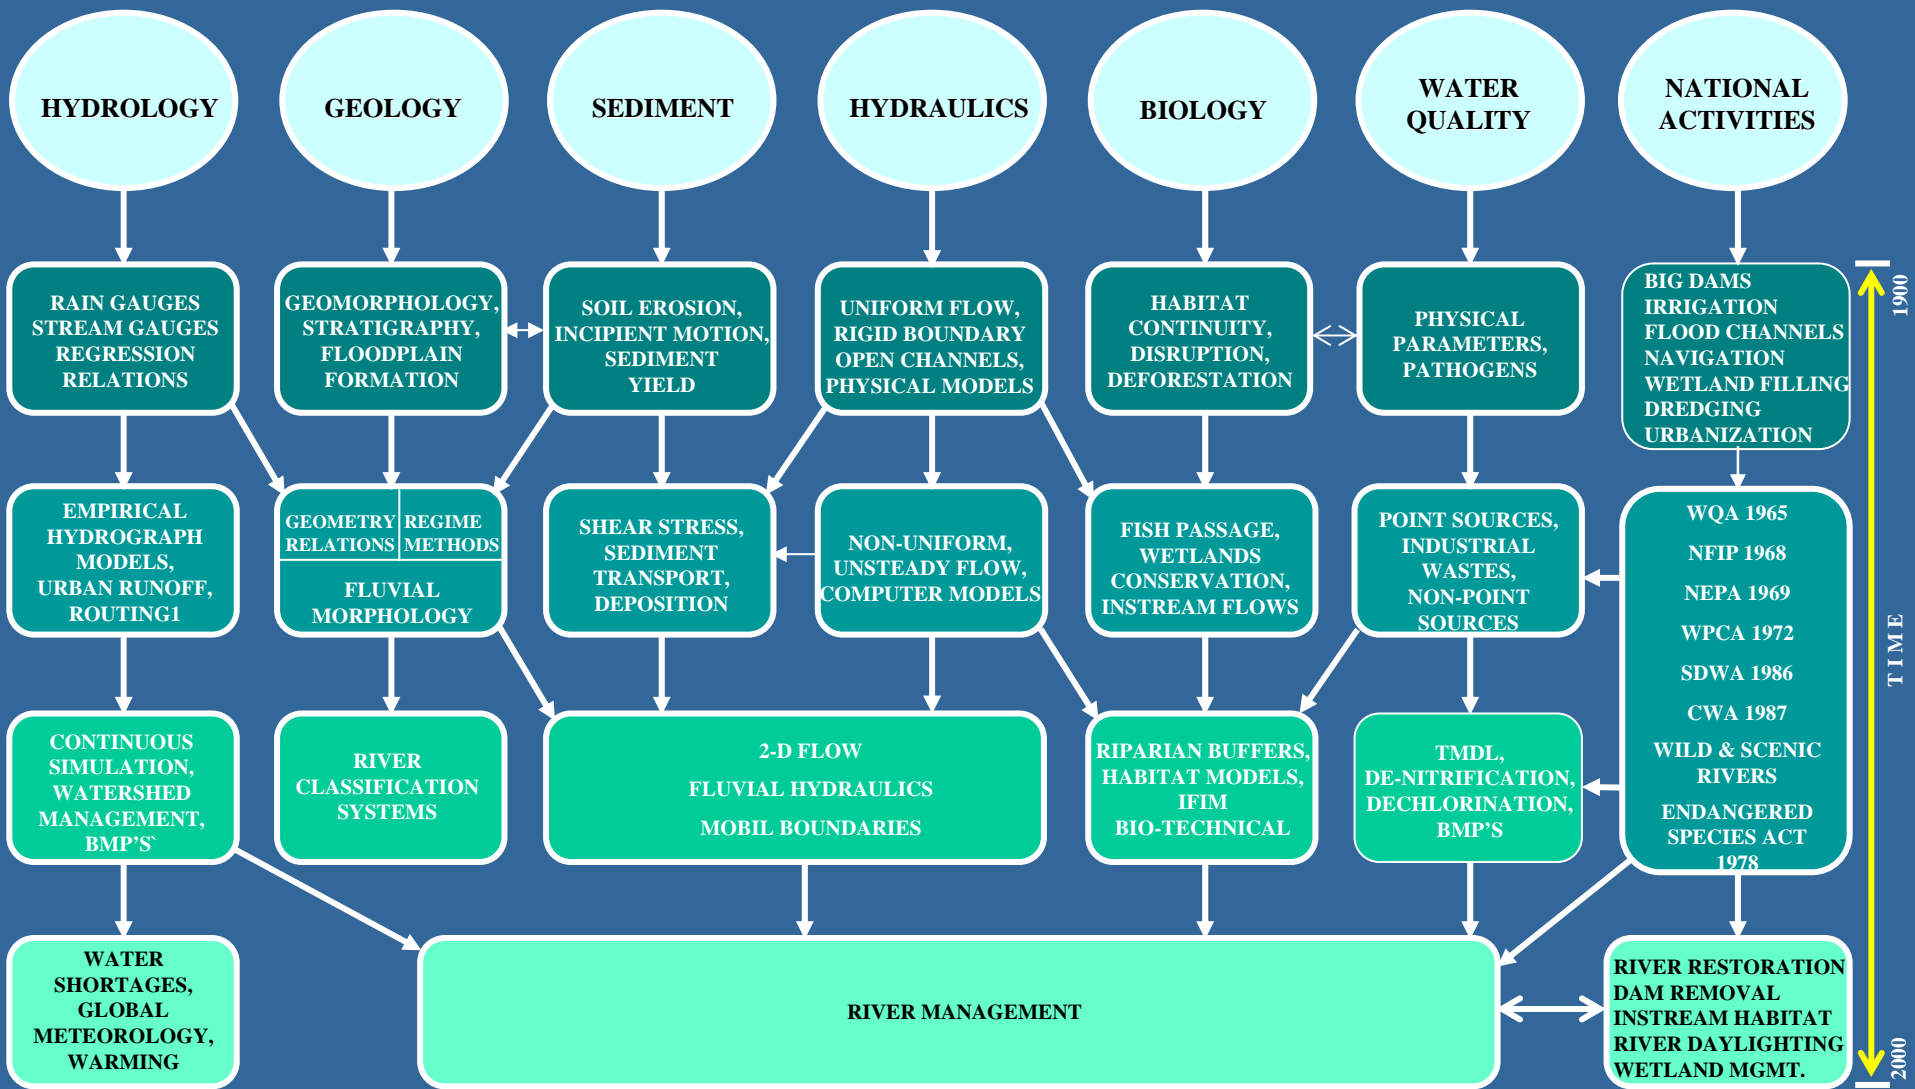 HYDROLOGY
GEOLOGY
SEDIMENT
HYDRAULICS
BIOLOGY
WATER
QUALITY
NATIONAL
ACTIVITIES
RAIN GAUGES
STREAM GAUGES
REGRESSION
RELATIONS
GEOMORPHOLOGY,
STRATIGRAPHY,
FLOODPLAIN
FORMATION
SOIL EROSION,
INCIPIENT MOTION,
SEDIMENT
YIELD
UNIFORM FLOW,
RIGID BOUNDARY
OPEN CHANNELS,
PHYSICAL MODELS
HABITAT
CONTINUITY,
DISRUPTION,
DEFORESTATION
PHYSICAL
PARAMETERS,
PATHOGENS
BIG DAMS
IRRIGATION
FLOOD CHANNELS
NAVIGATION
WETLAND FILLING
DREDGING
URBANIZATION
1900
EMPIRICAL
HYDROGRAPH
MODELS,
URBAN RUNOFF,
ROUTING1
GEOMETRY
RELATIONS
REGIME
METHODS
FLUVIAL
MORPHOLOGY
SHEAR STRESS,
SEDIMENT
TRANSPORT,
DEPOSITION
NON-UNIFORM,
UNSTEADY FLOW,
COMPUTER MODELS
FISH PASSAGE,
WETLANDS
CONSERVATION,
INSTREAM FLOWS
POINT SOURCES,
INDUSTRIAL
WASTES,
NON-POINT
SOURCES
WQA 1965
NFIP 1968
NEPA 1969
WPCA 1972
SDWA 1986
CWA 1987
WILD & SCENIC
RIVERS
ENDANGERED
SPECIES ACT
1978
TIME
CONTINUOUS
SIMULATION,
WATERSHED
MANAGEMENT,
BMP'S`
RIVER
CLASSIFICATION
SYSTEMS
2-D FLOW
FLUVIAL HYDRAULICS
MOBIL BOUNDARIES
RIPARIAN BUFFERS,
HABITAT MODELS,
IFIM
BIO-TECHNICAL
TMDL,
DE-NITRIFICATION,
DECHLORINATION,
BMP'S
WATER
SHORTAGES,
GLOBAL
METEOROLOGY,
WARMING
RIVER MANAGEMENT
RIVER RESTORATION
DAM REMOVAL
INSTREAM HABITAT
RIVER DAYLIGHTING
WETLAND MGMT.
2000